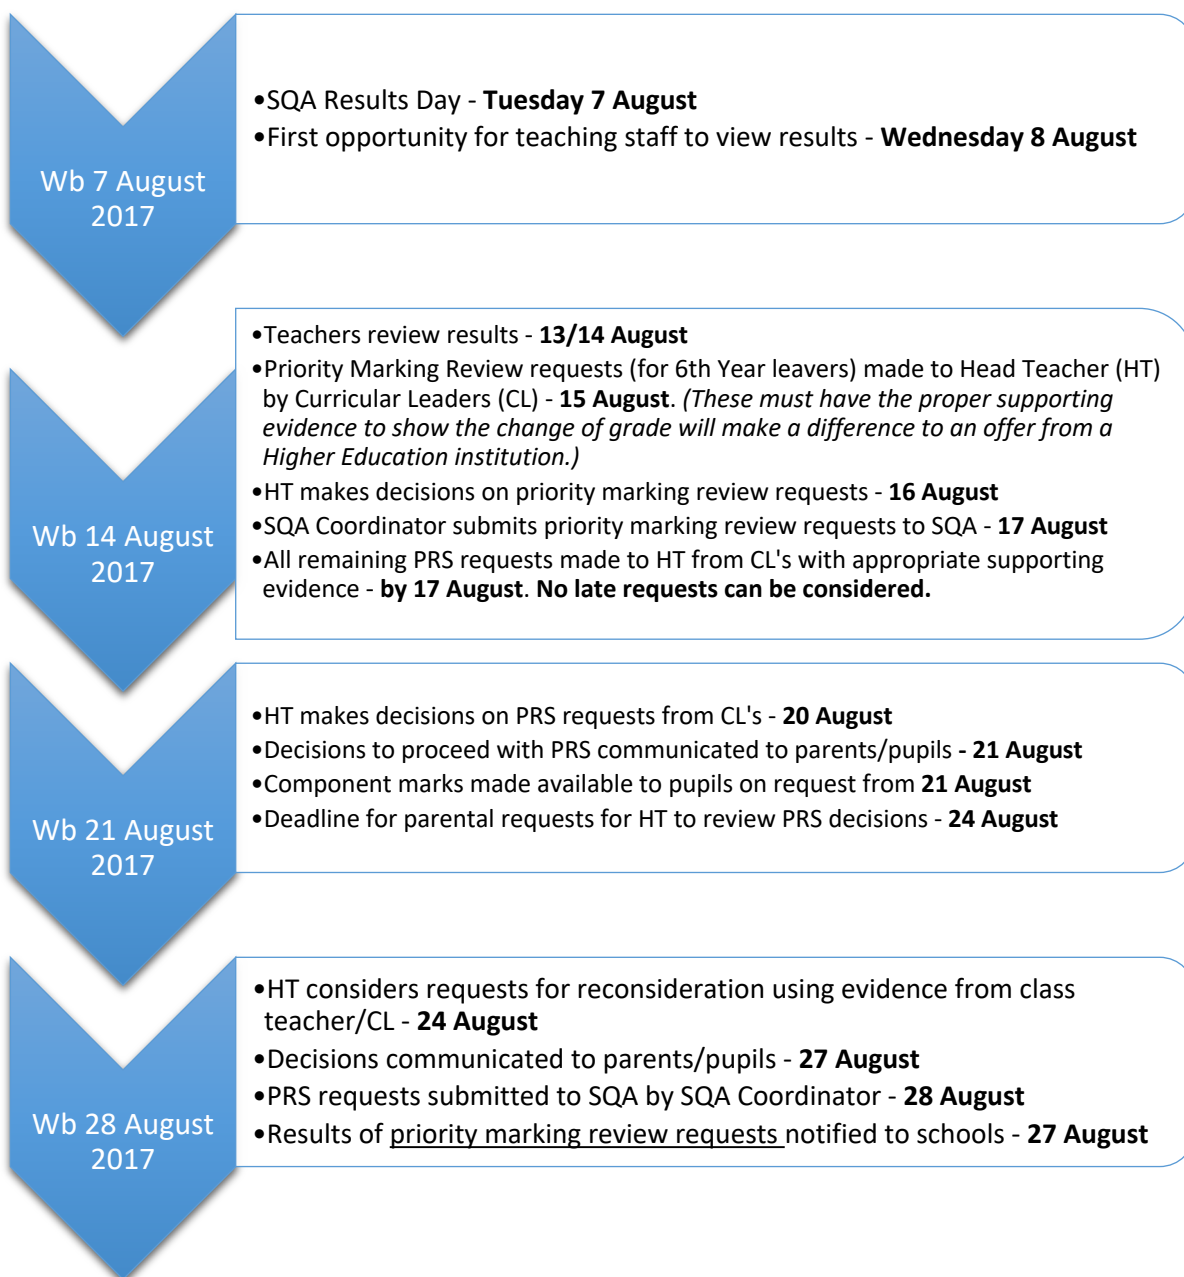 Wb 7 August
2017
•SQA Results Day - Tuesday 7 August
•First opportunity for teaching staff to view results - Wednesday 8 August
Wb 14 August
2017
•Teachers review results - 13/14 August
•Priority Marking Review requests (for 6th Year leavers) made to Head Teacher (HT)
by Curricular Leaders (CL) - 15 August. (These must have the proper supporting
evidence to show the change of grade will make a difference to an offer from a
Higher Education institution.)
•HT makes decisions on priority marking review requests - 16 August
•SQA Coordinator submits priority marking review requests to SQA - 17 August
•All remaining PRS requests made to HT from CL's with appropriate supporting
evidence - by 17 August. No late requests can be considered.
Wb 21 August
2017
•HT makes decisions on PRS requests from CL's - 20 August
•Decisions to proceed with PRS communicated to parents/pupils - 21 August
•Component marks made available to pupils on request from 21 August
•Deadline for parental requests for HT to review PRS decisions - 24 August
Wb 28 August
2017
•HT considers requests for reconsideration using evidence from class
teacher/CL - 24 August
•Decisions communicated to parents/pupils - 27 August
•PRS requests submitted to SQA by SQA Coordinator - 28 August
•Results of priority marking review requests notified to schools - 27 August